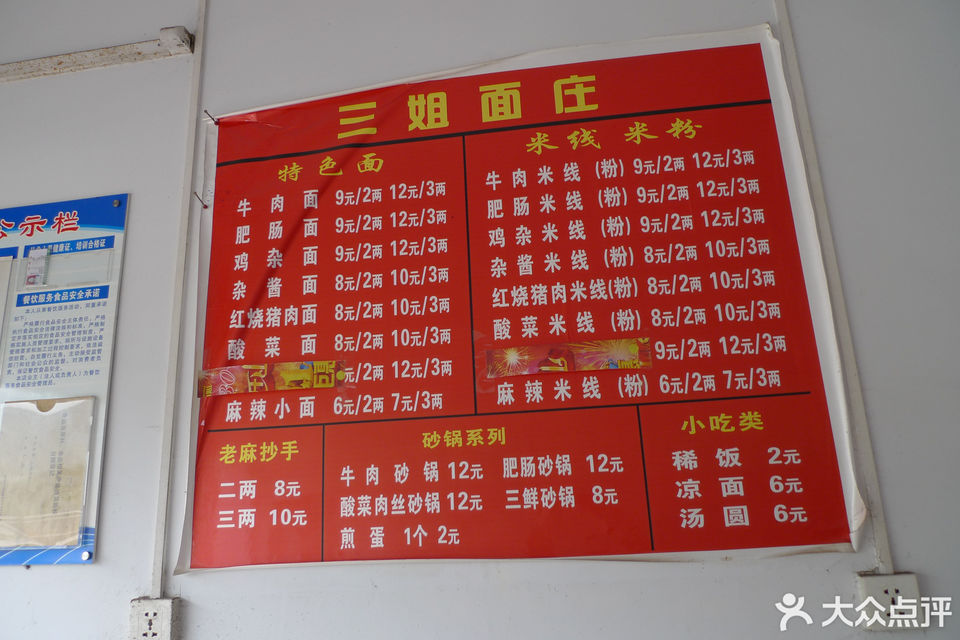 三姐面庄
特色面
牛肉面 9元/2两 12元/3两
肥肠面 9元/2两 12元/3两
鸡杂面 9元/2两 12元/3两
杂酱面 8元/2两 10元/3两
红烧猪肉面 8元/2两 10元/3两
酸菜面 8元/2两 10元/3两
元/2两 12元/3两
麻辣小面 6元/2两 7元/3两
米线 米粉
牛肉米线 (粉) 9元/2两 12元/3两
肥肠米线 (粉) 9元/2两 12元/3两
鸡杂米线 (粉) 9元/2两 12元/3两
杂酱米线 (粉) 8元/2两 10元/3两
红烧猪肉米线(粉) 8元/2两 10元/3两
酸菜米线 (粉) 8元/2两 10元/3两
9元/2两 12元/3两
麻辣米线 (粉) 6元/2两 7元/3两
老麻抄手
二两 8元
三两 10元
砂锅系列
牛肉砂锅 12元 肥肠砂锅 12元
酸菜肉丝砂锅 12元 三鲜砂锅 8元
煎蛋 1个 2元
小吃类
稀饭 2元
凉面 6元
汤圆 6元
公示栏
餐饮服务食品安全承诺
大众点评